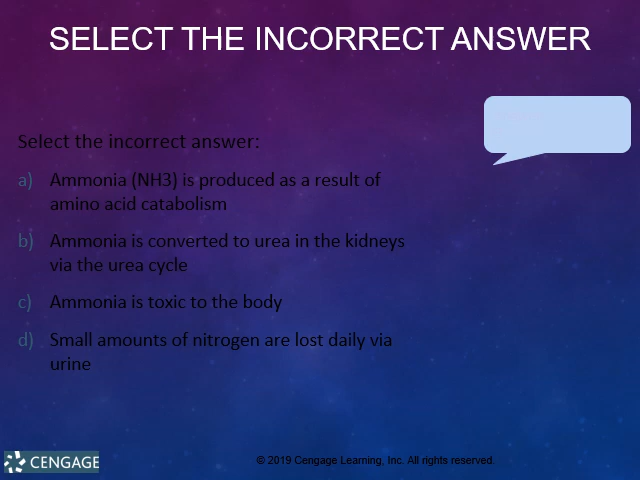 SELECT THE INCORRECT ANSWER
Select the incorrect answer:
a) Ammonia (NH3) is produced as a result of
amino acid catabolism
b) Ammonia is converted to urea in the kidneys
via the urea cycle
c) Ammonia is toxic to the body
d) Small amounts of nitrogen are lost daily via
urine
CENGAGE
© 2019 Cengage Learning, Inc. All rights reserved.